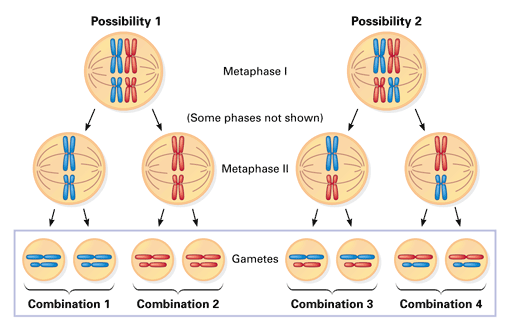 Possibility 1
Possibility 2
Metaphase I
(Some phases not shown)
Metaphase II
Gametes
Combination 1
Combination 2
Combination 3
Combination 4